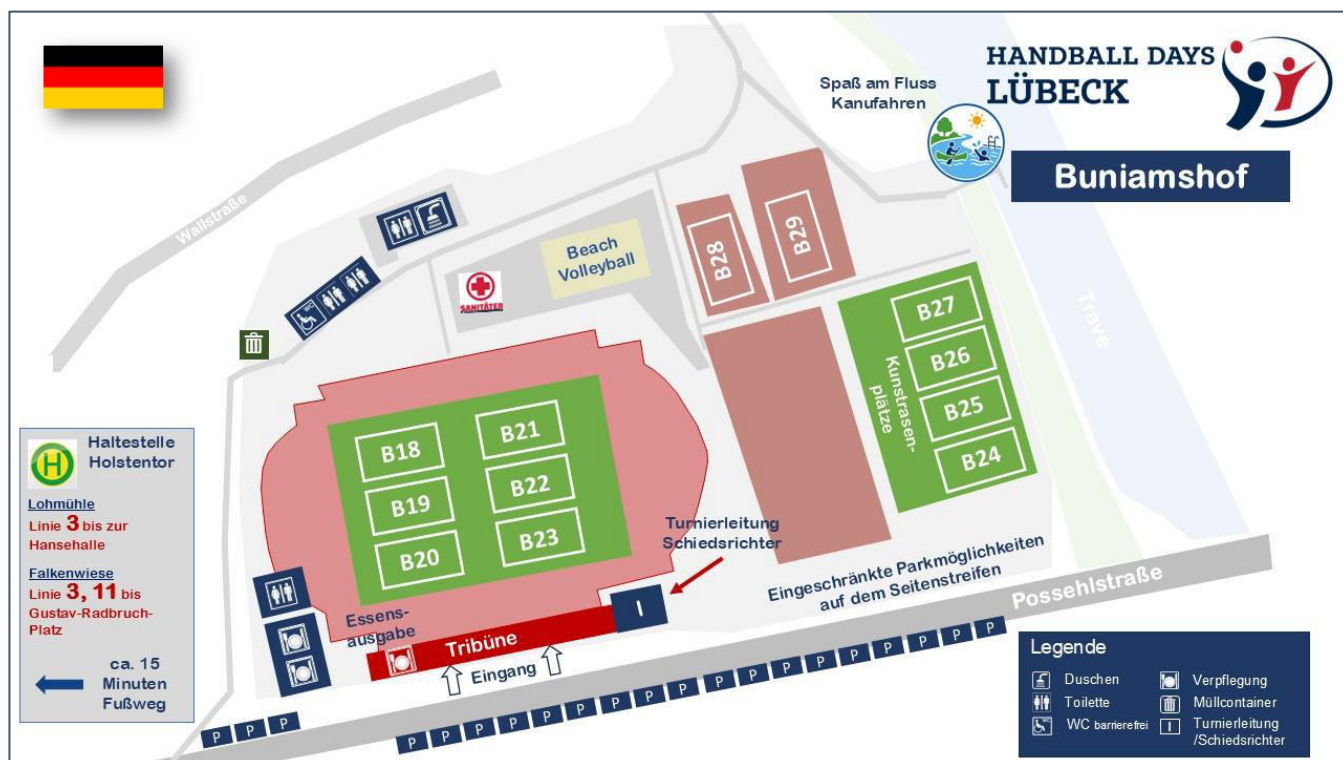 HANDBALL DAYS
LÜBECK
Buniamshof
Spaß am Fluss
Kanufahren
Wallstraße
WC
SANITÄTER
Beach
Volleyball
B28
B29
Trave
B27
B26
B25
B24
Kunstrasen-
plätze
B18
B19
B20
B21
B22
B23
H
Haltestelle
Holstentor
Lohmühle
Linie 3 bis zur
Hansehalle
Falkenwiese
Linie 3, 11 bis
Gustav-Radbruch-
Platz
ca. 15
Minuten
Fußweg
Turnierleitung
Schiedsrichter
I
Essens-
ausgabe
Tribüne
Eingang
Eingeschränkte Parkmöglichkeiten
auf dem Seitenstreifen
Possehlstraße
P P P
P P P P P P P P P P P P P P P P P P
Legende
Duschen
Toilette
WC barrierefrei
Verpflegung
Müllcontainer
I Turnierleitung
/Schiedsrichter